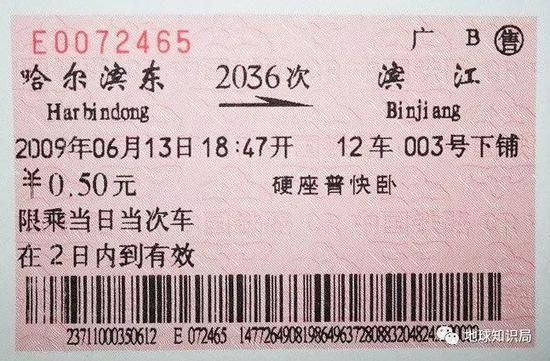 E0072465 广 B 售
哈尔滨东 2036次 滨江
Harbindong Binjiang
2009年06月13日18:47开 12车 003号下铺
¥0.50元 硬座普快卧
限乘当日当次车
在2日内到有效
23711000350612 E 072465
地球知识局